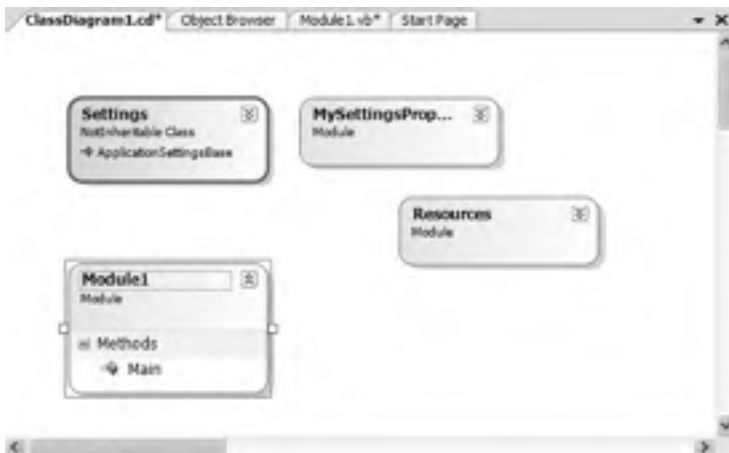 ClassDiagram1.cd* Object Browser Module1.vb* Start Page
Settings
NotInheritable Class
ApplicationSettingsBase
MySettingsProp...
Module
Resources
Module
Module1
Module
Methods
Main